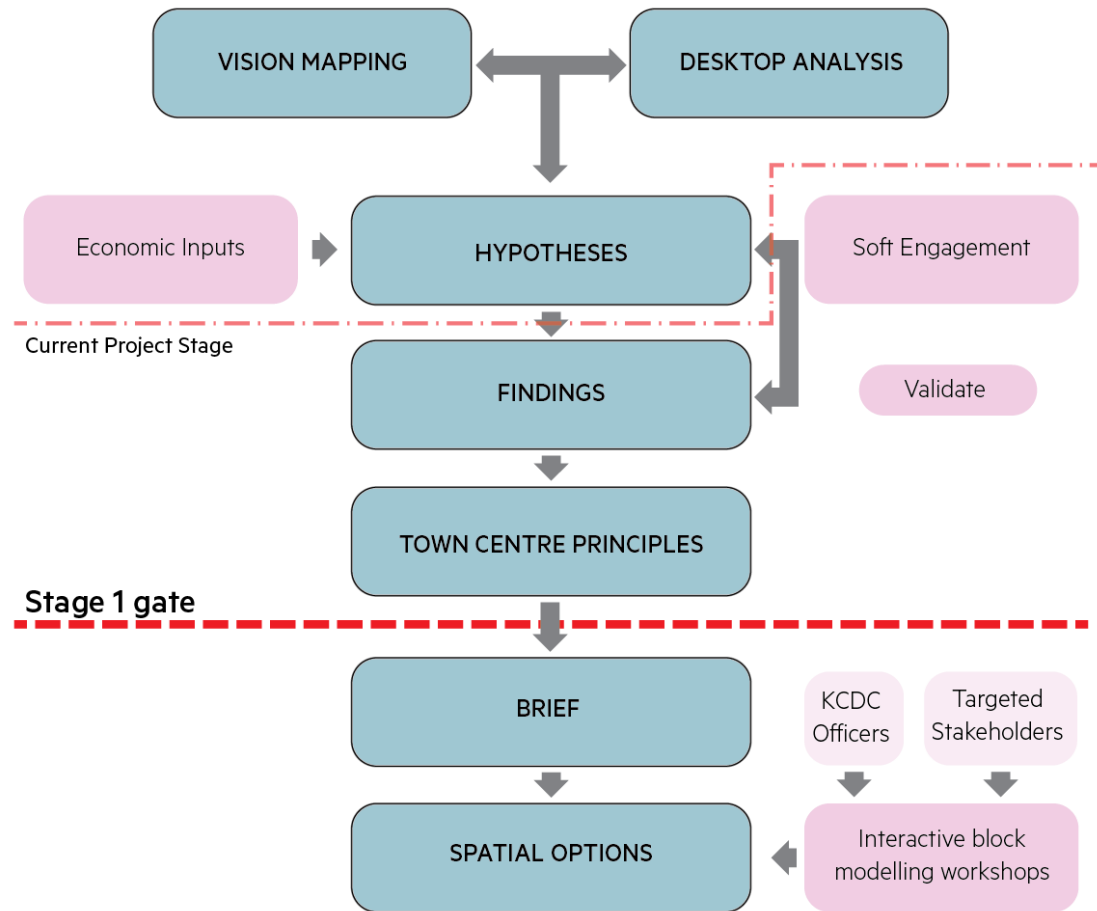 VISION MAPPING
DESKTOP ANALYSIS
Economic Inputs
HYPOTHESES
Soft Engagement
Current Project Stage
FINDINGS
Validate
TOWN CENTRE PRINCIPLES
Stage 1 gate
BRIEF
KCDC
Officers
Targeted
Stakeholders
SPATIAL OPTIONS
Interactive block
modelling workshops